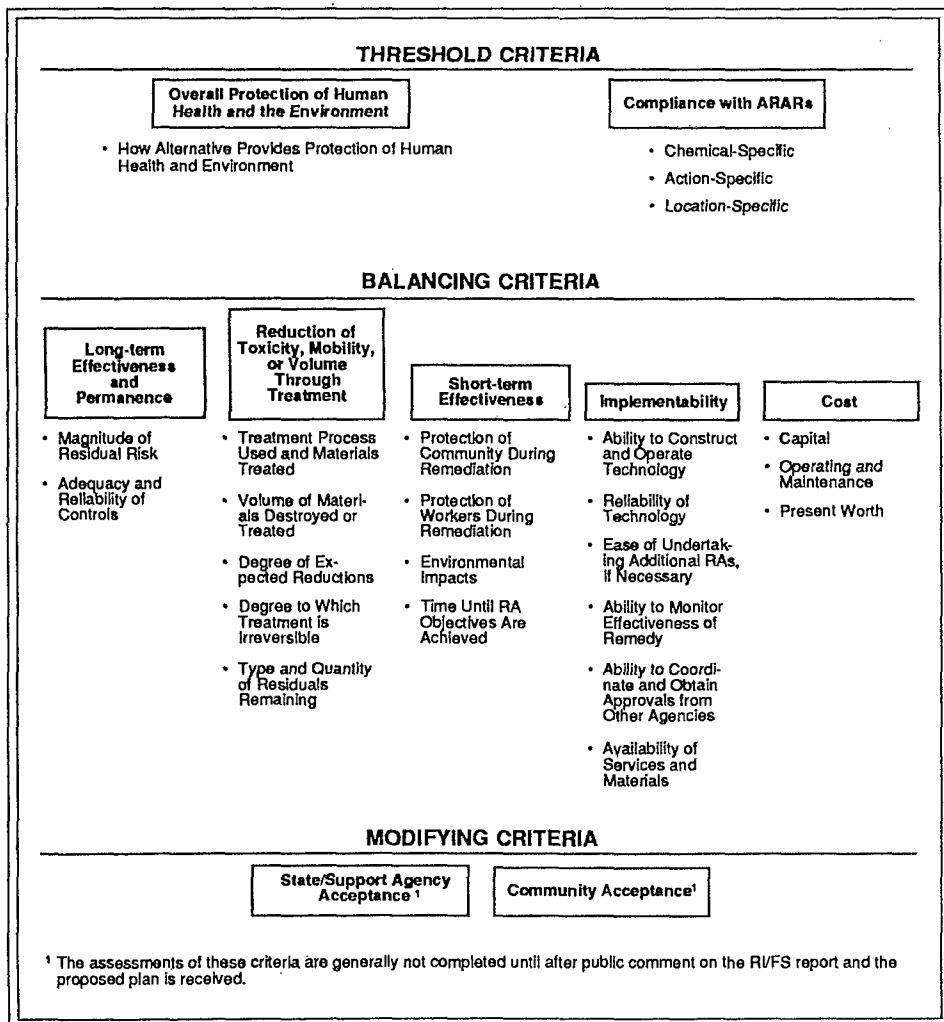 THRESHOLD CRITERIA
Overall Protection of Human
Health and the Environment
• How Alternative Provides Protection of Human
Health and Environment
Compliance with ARARs
• Chemical-Specific
• Action-Specific
• Location-Specific
BALANCING CRITERIA
Long-term
Effectiveness
and
Permanence
• Magnitude of
Residual Risk
• Adequacy and
Reliability of
Controls
Reduction of
Toxicity, Mobility,
or Volume
Through
Treatment
• Treatment Process
Used and Materials
Treated
• Volume of Materi-
als Destroyed or
Treated
• Degree of Ex-
pected Reductions
• Degree to Which
Treatment is
Irreversible
• Type and Quantity
of Residuals
Remaining
Short-term
Effectiveness
• Protection of
Community During
Remediation
• Protection of
Workers During
Remediation
• Environmental
Impacts
• Time Until RA
Objectives Are
Achieved
Implementability
• Ability to Construct
and Operate
Technology
• Reliability of
Technology
• Ease of Undertak-
ing Additional RAs,
if Necessary
• Ability to Monitor
Effectiveness of
Remedy
• Ability to Coordi-
nate and Obtain
Approvals from
Other Agencies
• Availability of
Services and
Materials
Cost
• Capital
• Operating and
Maintenance
• Present Worth
MODIFYING CRITERIA
State/Support Agency
Acceptance ¹
Community Acceptance¹
¹ The assessments of these criteria are generally not completed until after public comment on the RI/FS report and the
proposed plan is received.